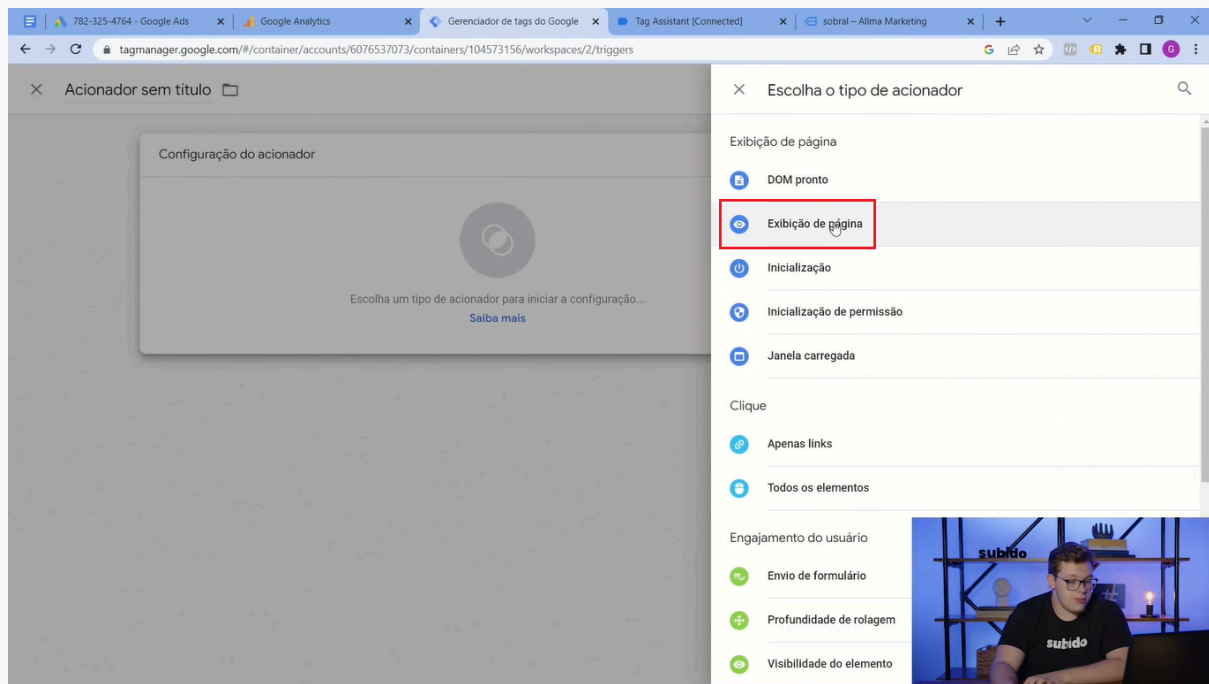 782-325-4764 - Google Ads
Google Analytics
Gerenciador de tags do Google
Tag Assistant [Connected]
sobral – Allma Marketing
tagmanager.google.com/#/container/accounts/6076537073/containers/104573156/workspaces/2/triggers
G
Acionador sem titulo
Escolha o tipo de acionador
Configuração do acionador
Escolha um tipo de acionador para iniciar a configuração...
Saiba mais
Exibição de página
DOM pronto
Exibição de página
Inicialização
Inicialização de permissão
Janela carregada
Clique
Apenas links
Todos os elementos
Engajamento do usuário
Envio de formulário
Profundidade de rolagem
Visibilidade do elemento
subido
#
subido